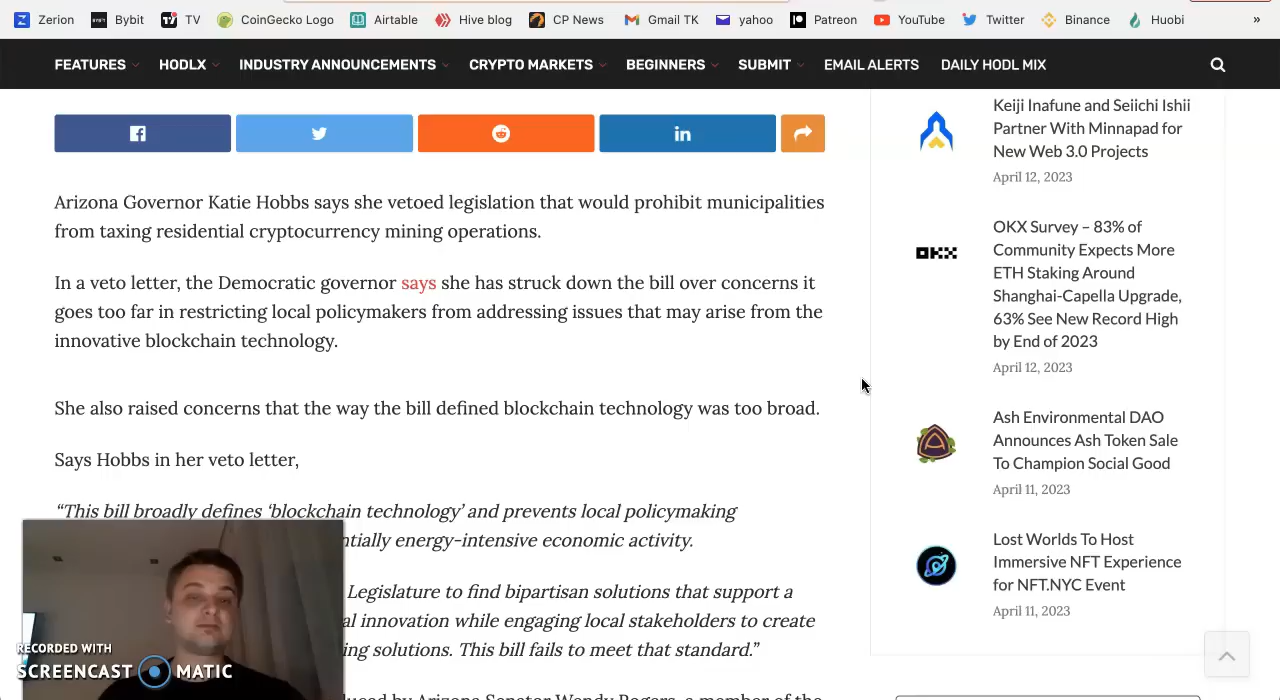 Zerion Bybit TV CoinGecko Logo Airtable Hive blog CP News Gmail TK yahoo Patreon YouTube Twitter Binance Huobi »
FEATURES HODLX INDUSTRY ANNOUNCEMENTS CRYPTO MARKETS BEGINNERS SUBMIT EMAIL ALERTS DAILY HODL MIX
Arizona Governor Katie Hobbs says she vetoed legislation that would prohibit municipalities
from taxing residential cryptocurrency mining operations.
In a veto letter, the Democratic governor says she has struck down the bill over concerns it
goes too far in restricting local policymakers from addressing issues that may arise from the
innovative blockchain technology.
She also raised concerns that the way the bill defined blockchain technology was too broad.
Says Hobbs in her veto letter,
“This bill broadly defines ‘blockchain technology’ and prevents local policymaking
ntially energy-intensive economic activity.
Legislature to find bipartisan solutions that support a
al innovation while engaging local stakeholders to create
ing solutions. This bill fails to meet that standard.”
duced by Arizona Senator Wendy Rogers, a member of the
Keiji Inafune and Seiichi Ishii
Partner With Minnapad for
New Web 3.0 Projects
April 12, 2023
OKX
OKX Survey – 83% of
Community Expects More
ETH Staking Around
Shanghai-Capella Upgrade,
63% See New Record High
by End of 2023
April 12, 2023
Ash Environmental DAO
Announces Ash Token Sale
To Champion Social Good
April 11, 2023
Lost Worlds To Host
Immersive NFT Experience
for NFT.NYC Event
April 11, 2023
RECORDED WITH
SCREENCAST MATIC